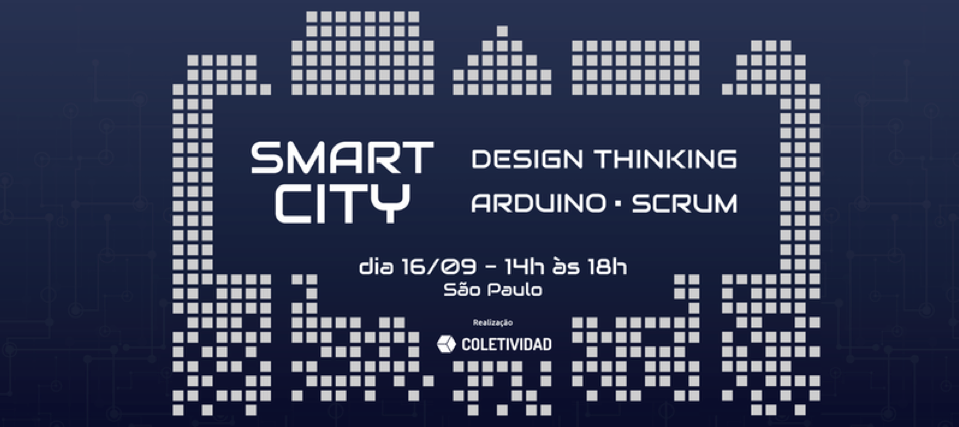 SMART
CITY
DESIGN THINKING
ARDUINO · SCRUM
dia 16/09 - 14h às 18h
São Paulo
Realização
COLETIVIDAD